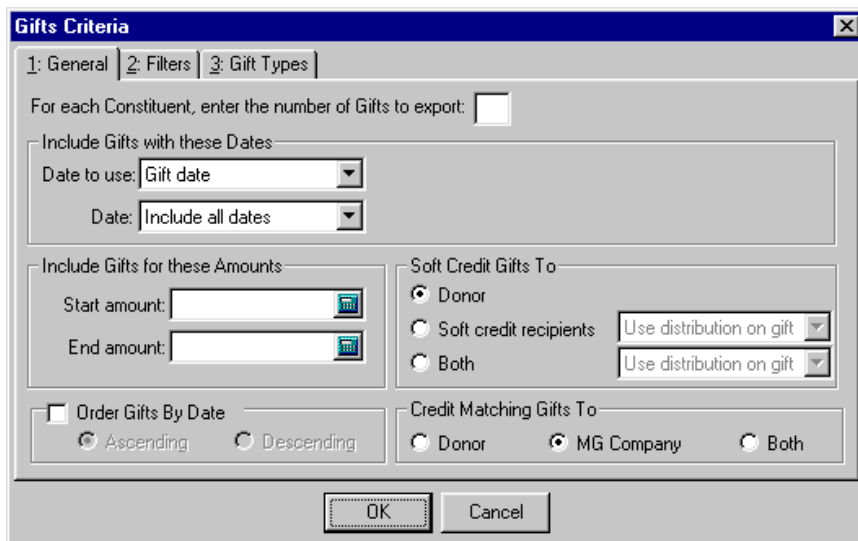 Gifts Criteria
1: General 2: Filters 3: Gift Types
For each Constituent, enter the number of Gifts to export:
Include Gifts with these Dates
Date to use: Gift date
Date: Include all dates
Include Gifts for these Amounts
Start amount:
End amount:
Soft Credit Gifts To
Donor
Soft credit recipients Use distribution on gift
Both Use distribution on gift
Order Gifts By Date
Ascending Descending
Credit Matching Gifts To
Donor MG Company Both
OK Cancel